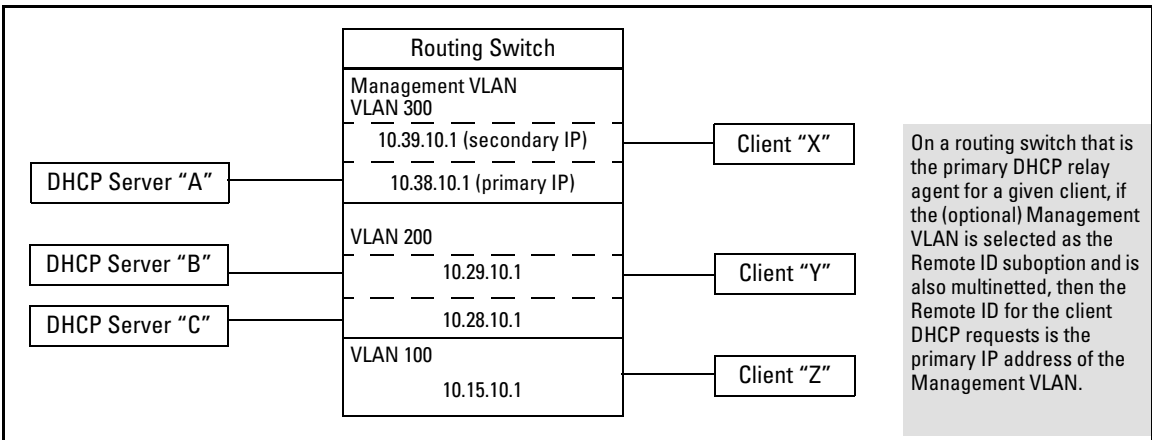 Routing Switch
Management VLAN
VLAN 300
10.39.10.1 (secondary IP)
Client “X”
DHCP Server “A”
10.38.10.1 (primary IP)
VLAN 200
DHCP Server “B”
10.29.10.1
Client “Y”
DHCP Server “C”
10.28.10.1
VLAN 100
10.15.10.1
Client “Z”
On a routing switch that is
the primary DHCP relay
agent for a given client, if
the (optional) Management
VLAN is selected as the
Remote ID suboption and is
also multinetted, then the
Remote ID for the client
DHCP requests is the
primary IP address of the
Management VLAN.